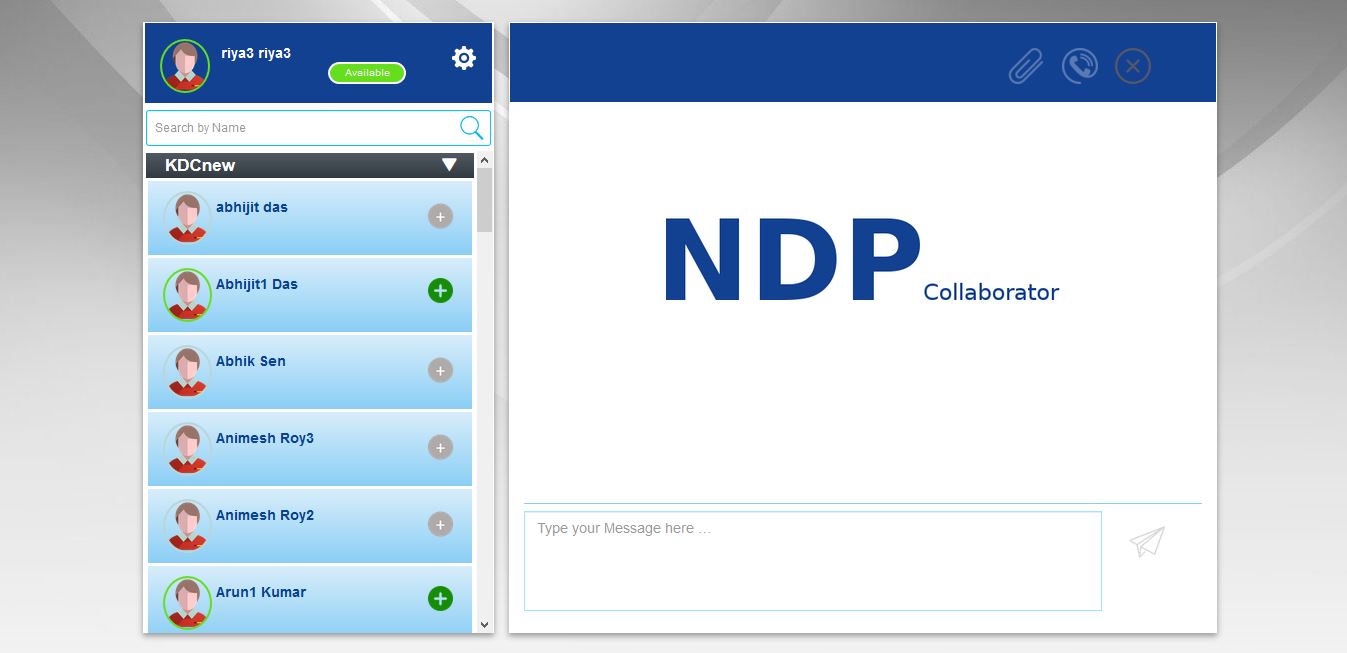 riya3 riya3
Available
Search by Name
KDCnew
abhijit das
Abhijit1 Das
Abhik Sen
Animesh Roy3
Animesh Roy2
Arun1 Kumar
NDP Collaborator
Type your Message here ...